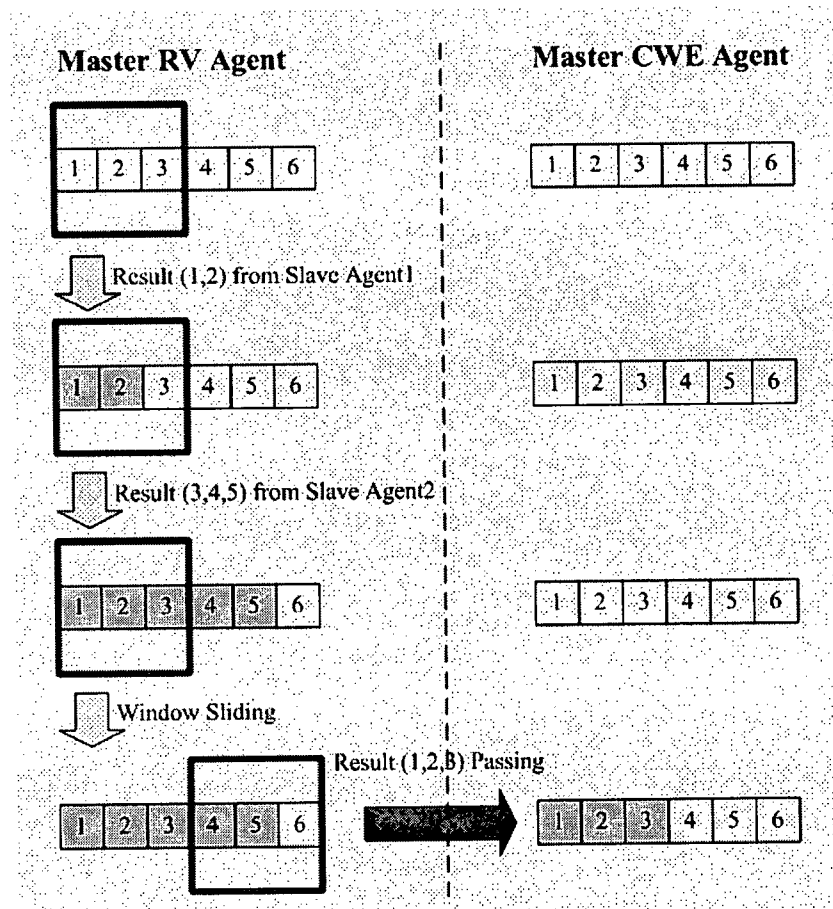 Master RV Agent
Master CWE Agent
1 2 3 4 5 6
1 2 3 4 5 6
Result (1,2) from Slave Agent1
1 2 3 4 5 6
1 2 3 4 5 6
Result (3,4,5) from Slave Agent2
1 2 3 4 5 6
1 2 3 4 5 6
Window Sliding
Result (1,2,3) Passing
1 2 3 4 5 6
1 2 3 4 5 6